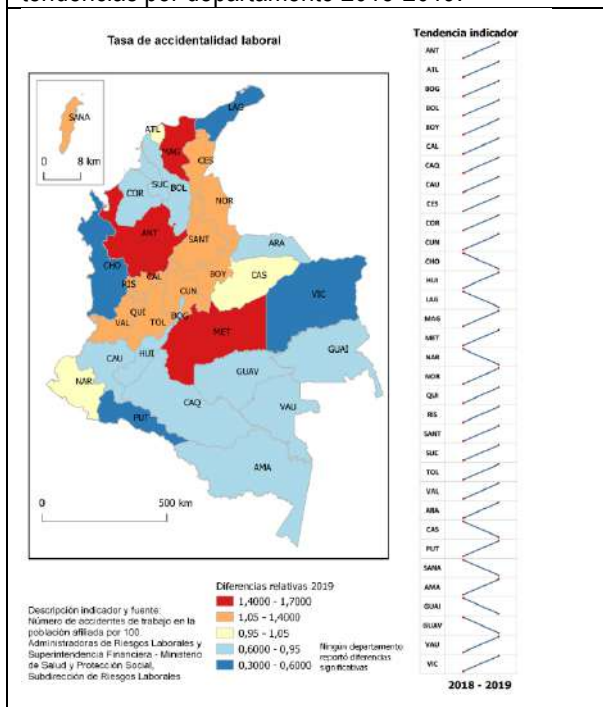 tendencias por departamento 2018-2019.
Tasa de accidentalidad laboral
SANA
0 8 km
LAG
ATL
MAG
CES
SUC
COR
BOL
NOR
ANT
SANT
ARA
CHO
CAL
BOY
CAS
RIS
CUN
VIC
QUI
BOG
VAL
TOL
MET
HUI
CAU
GUAI
GUAV
NAR
CAQ
VAU
PUT
AMA
0 500 km
Descripción indicador y fuente:
Número de accidentes de trabajo en la
población afiliada por 100.
Administradoras de Riesgos Laborales y
Superintendencia Financiera - Ministerio
de Salud y Protección Social,
Subdirección de Riesgos Laborales
Diferencias relativas 2019
1,4000 - 1,7000
1,05 - 1,4000
0,95 - 1,05
0,6000 - 0,95
0,3000 - 0,6000
Ningún departamento
reportó diferencias
significativas
Tendencia indicador
ANT
ATL
BOG
BOL
BOY
CAL
CAQ
CAU
CES
COR
CUN
CHO
HUI
LAG
MAG
MET
NAR
NOR
QUI
RIS
SANT
SUC
TOL
VAL
ARA
CAS
PUT
SANA
AMA
GUAI
GUAV
VAU
VIC
2018 - 2019